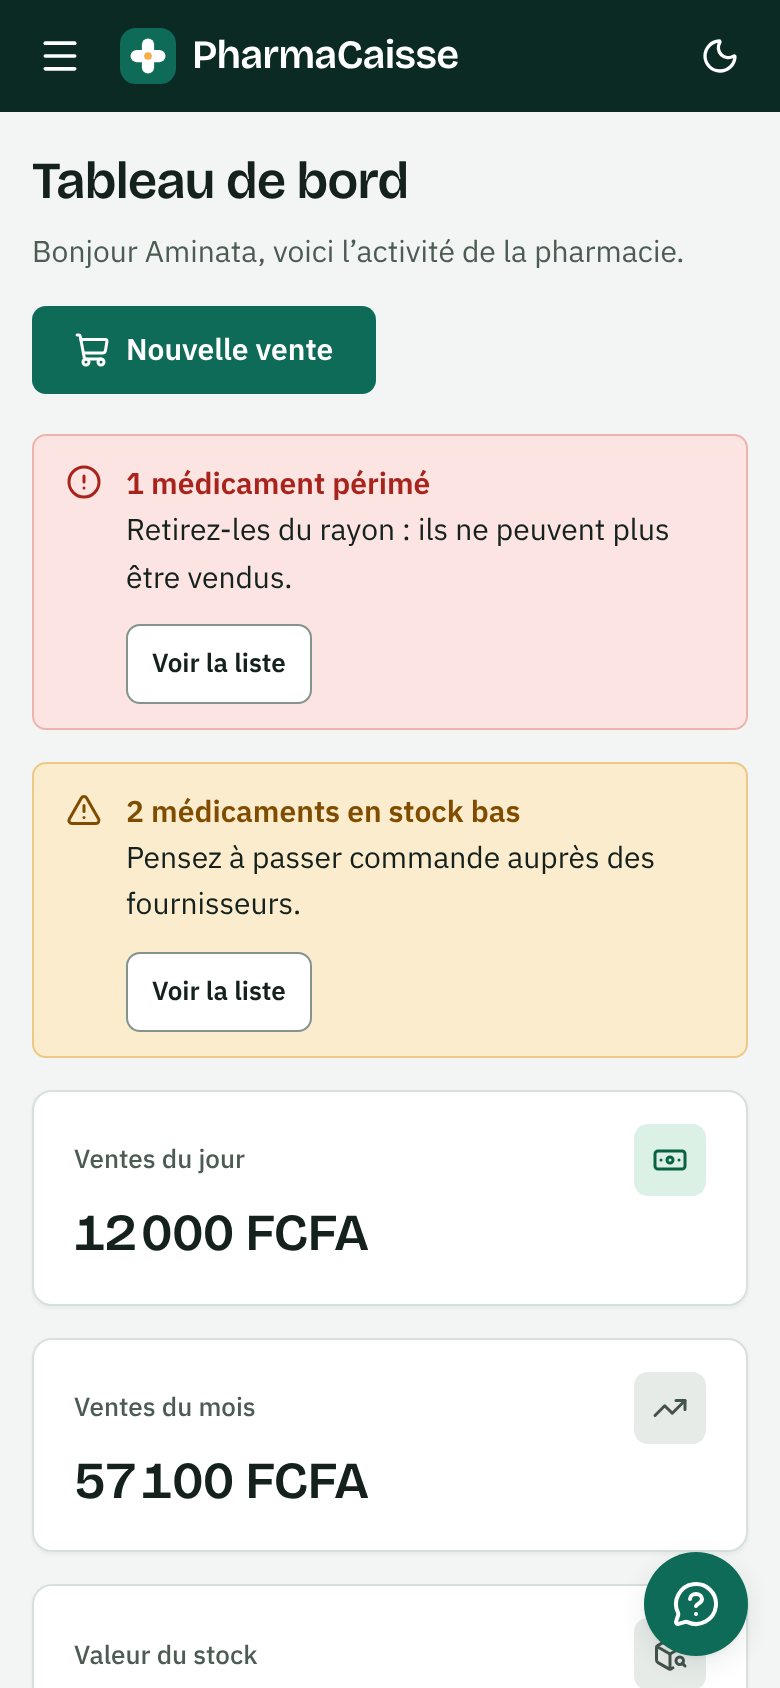 PharmaCaisse
Tableau de bord
Bonjour Aminata, voici l’activité de la pharmacie.
Nouvelle vente
1 médicament périmé
Retirez-les du rayon : ils ne peuvent plus
être vendus.
Voir la liste
2 médicaments en stock bas
Pensez à passer commande auprès des
fournisseurs.
Voir la liste
Ventes du jour
12 000 FCFA
Ventes du mois
57 100 FCFA
Valeur du stock